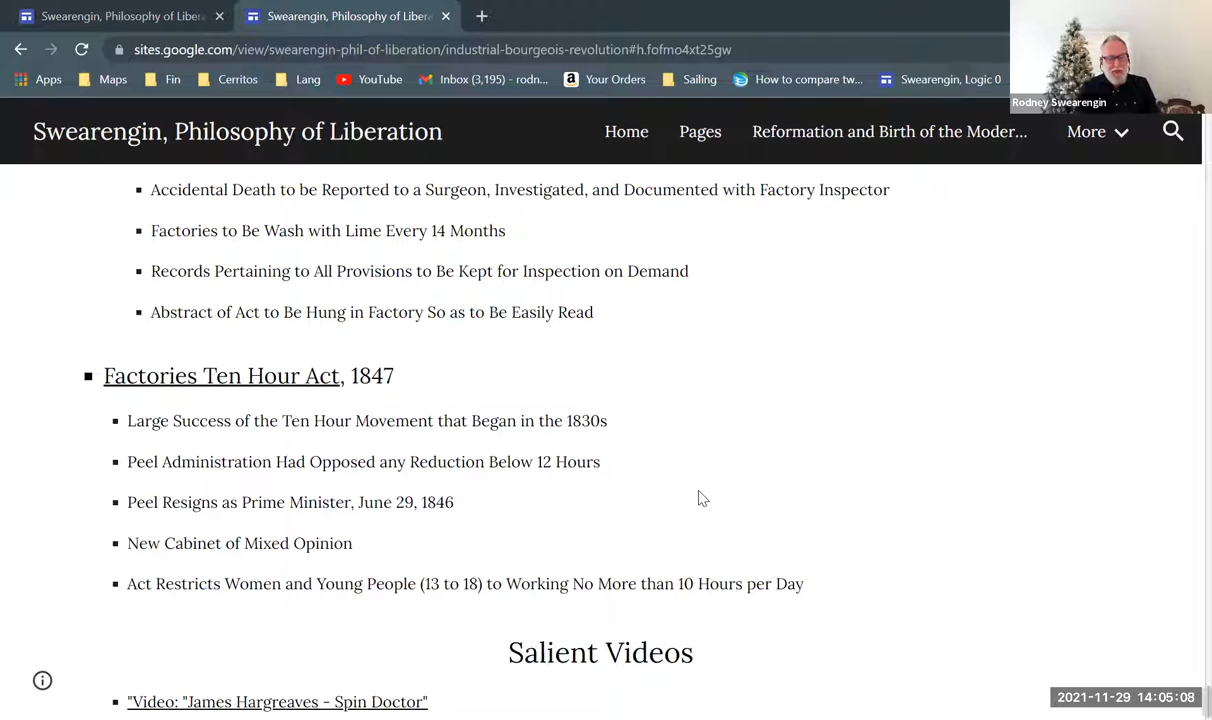 Swearengin, Philosophy of Libera
Swearengin, Philosophy of Libera
sites.google.com/view/swearengin-phil-of-liberation/industrial-bourgeois-revolution#h.fofmo4xt25gw
Apps Maps Fin Cerritos Lang YouTube Inbox (3,195) - rodn... Your Orders Sailing How to compare tw... Swearengin, Logic 0
Rodney Swearengin
Swearengin, Philosophy of Liberation
Home Pages Reformation and Birth of the Moder... More
Accidental Death to be Reported to a Surgeon, Investigated, and Documented with Factory Inspector
Factories to Be Wash with Lime Every 14 Months
Records Pertaining to All Provisions to Be Kept for Inspection on Demand
Abstract of Act to Be Hung in Factory So as to Be Easily Read
Factories Ten Hour Act, 1847
Large Success of the Ten Hour Movement that Began in the 1830s
Peel Administration Had Opposed any Reduction Below 12 Hours
Peel Resigns as Prime Minister, June 29, 1846
New Cabinet of Mixed Opinion
Act Restricts Women and Young People (13 to 18) to Working No More than 10 Hours per Day
Salient Videos
"Video: "James Hargreaves - Spin Doctor"
2021-11-29 14:05:08